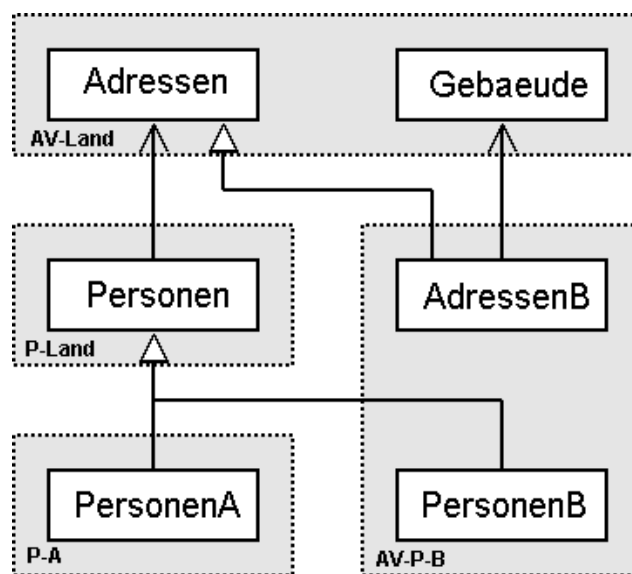 Adressen
Gebaeude
AV-Land
Personen
AdressenB
P-Land
PersonenA
PersonenB
P-A
AV-P-B